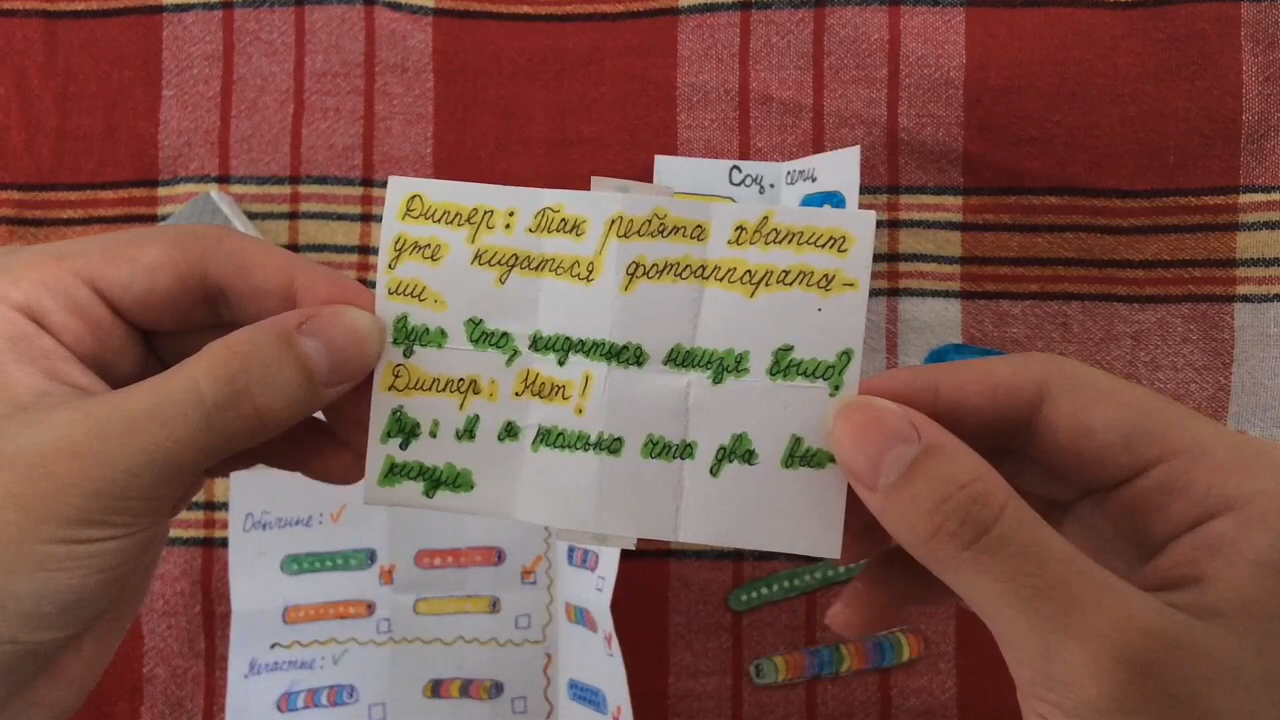 Соц. сети
Диппер: Так ребята хватит
уже кидаться фотоаппарата-
ми.
Зус: Что, кидаться нельзя было?
Диппер: Нет!
Зус: А я только что два вы-
кинул.
Обычные:
Нечастые: